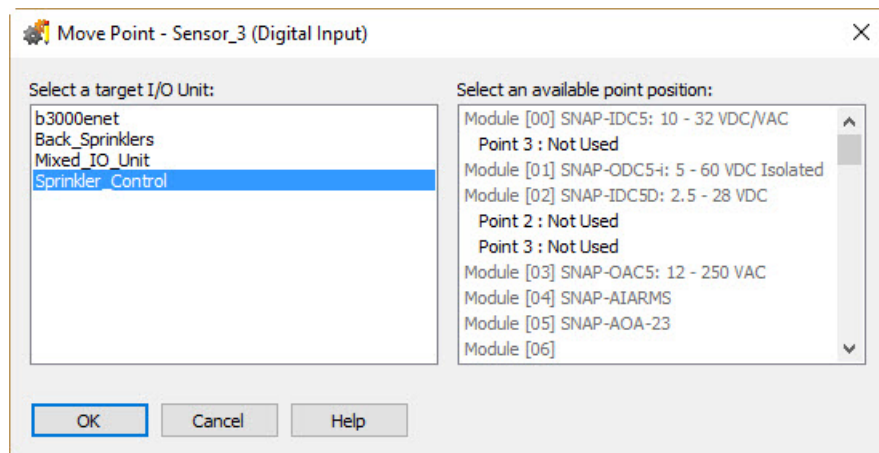 Move Point - Sensor_3 (Digital Input)
Select a target I/O Unit:
b3000enet
Back_Sprinklers
Mixed_IO_Unit
Sprinkler_Control
Select an available point position:
Module [00] SNAP-IDC5: 10 - 32 VDC/VAC
Point 3 : Not Used
Module [01] SNAP-ODC5-i: 5 - 60 VDC Isolated
Module [02] SNAP-IDC5D: 2.5 - 28 VDC
Point 2 : Not Used
Point 3 : Not Used
Module [03] SNAP-OAC5: 12 - 250 VAC
Module [04] SNAP-AIARMS
Module [05] SNAP-AOA-23
Module [06]
OK Cancel Help